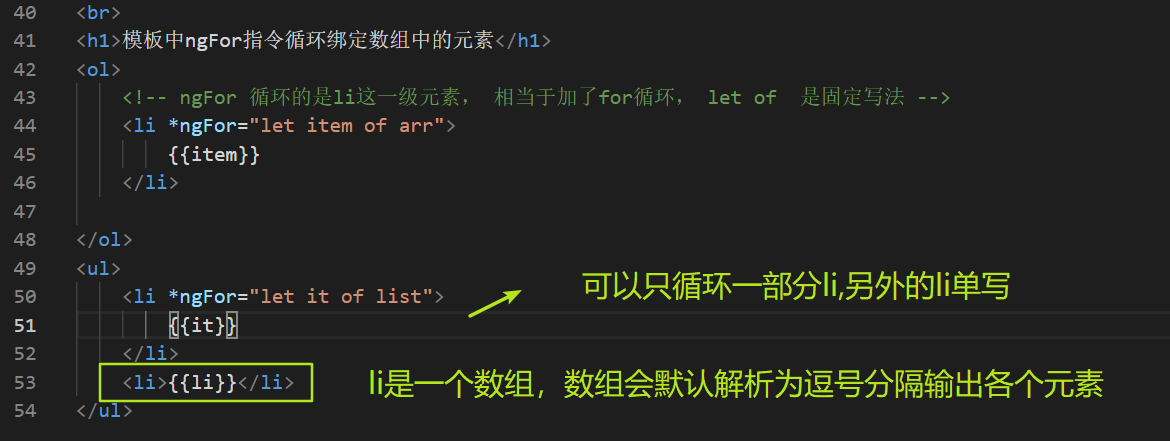 40 <br>
41 <h1>模板中ngFor指令循环绑定数组中的元素</h1>
42 <ol>
43 <!-- ngFor 循环的是li这一级元素， 相当于加了for循环， let of  是固定写法 -->
44 <li *ngFor="let item of arr">
45 {{item}}
46 </li>
47
48 </ol>
49 <ul>
50 <li *ngFor="let it of list">
可以只循环一部分li,另外的li单写
51 {{it}}
52 </li>
53 <li>{{li}}</li>
li是一个数组，数组会默认解析为逗号分隔输出各个元素
54 </ul>